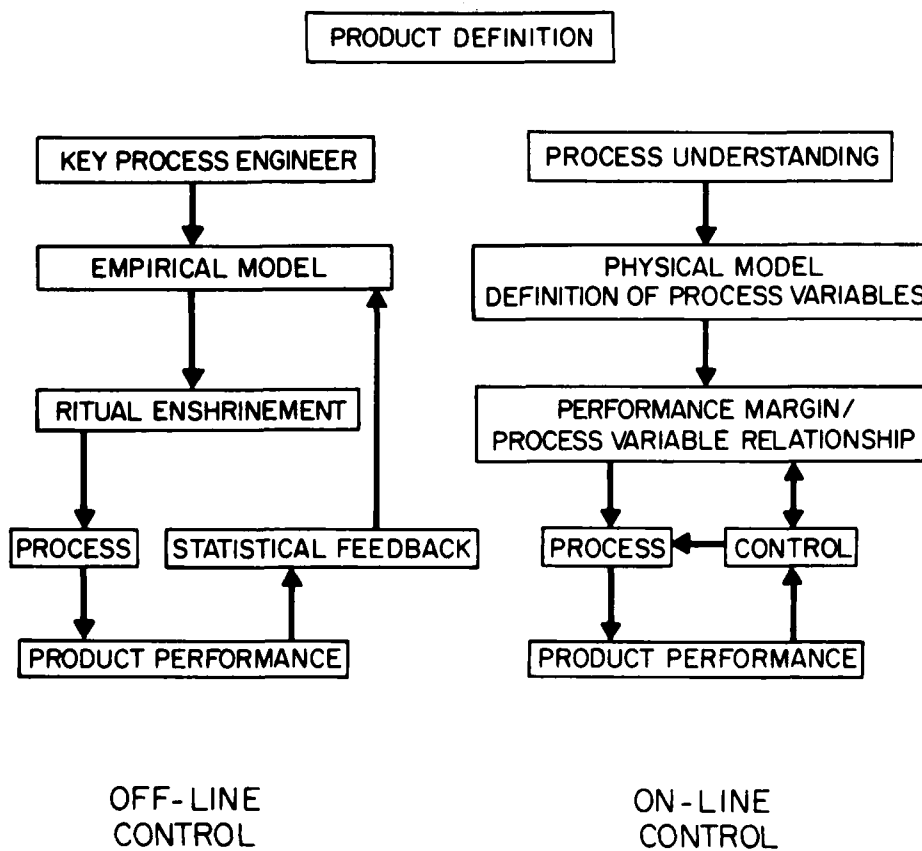 PRODUCT DEFINITION
KEY PROCESS ENGINEER
EMPIRICAL MODEL
RITUAL ENSHRINEMENT
PROCESS
STATISTICAL FEEDBACK
PRODUCT PERFORMANCE
OFF-LINE
CONTROL
PROCESS UNDERSTANDING
PHYSICAL MODEL
DEFINITION OF PROCESS VARIABLES
PERFORMANCE MARGIN/
PROCESS VARIABLE RELATIONSHIP
PROCESS
CONTROL
PRODUCT PERFORMANCE
ON-LINE
CONTROL